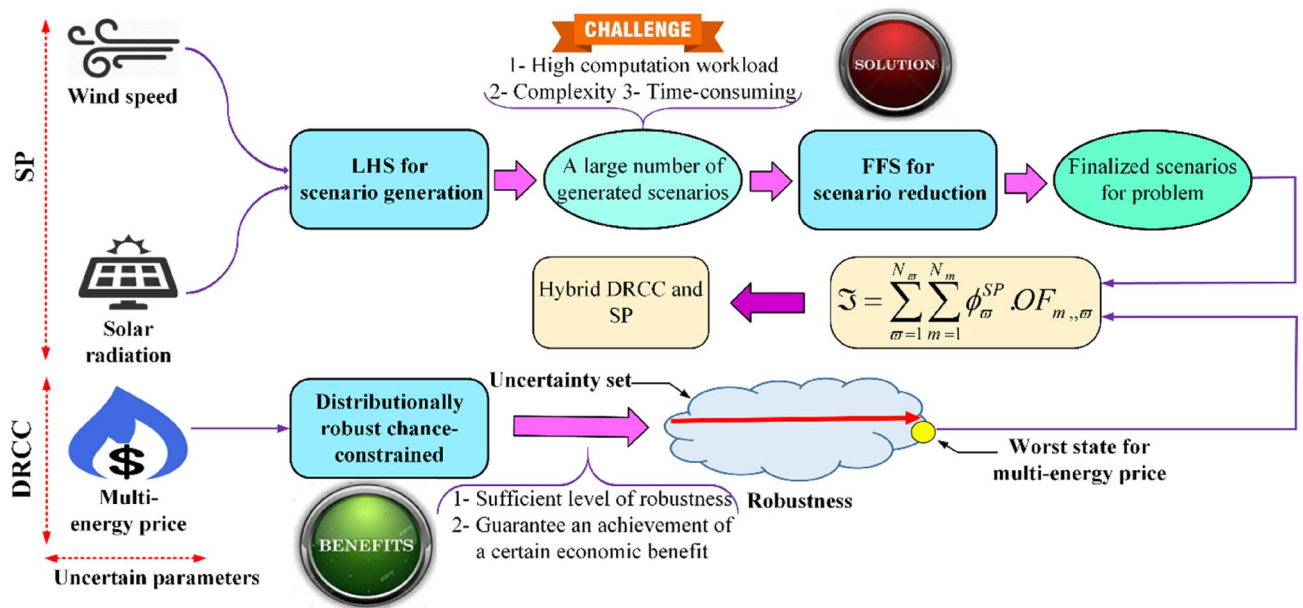 CHALLENGE
1- High computation workload
2- Complexity 3- Time-consuming
SOLUTION
Wind speed
SP
LHS for
scenario generation
A large number of
generated scenarios
FFS for
scenario reduction
Finalized scenarios
for problem
Solar
radiation
Hybrid DRCC and
SP
ℑ = ∑_{ϖ=1}^{N_ϖ} ∑_{m=1}^{N_m} ϕ_ϖ^{SP} .OF_{m,,ϖ}
DRCC
$
Multi-
energy price
Distributionally
robust chance-
constrained
Uncertainty set
Robustness
Worst state for
multi-energy price
1- Sufficient level of robustness
2- Guarantee an achievement of
a certain economic benefit
BENEFITS
Uncertain parameters